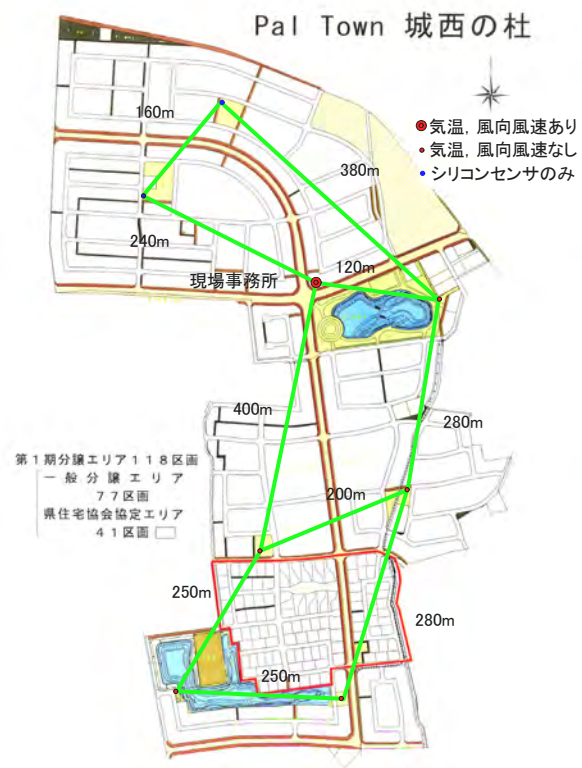 Pal Town 城西の杜
気温，風向風速あり
気温，風向風速なし
シリコンセンサのみ
160m
380m
240m
120m
現場事務所
400m
280m
第1期分譲エリア118区画
一般分譲エリア
77区画
県住宅協会協定エリア
41区画
200m
250m
280m
250m